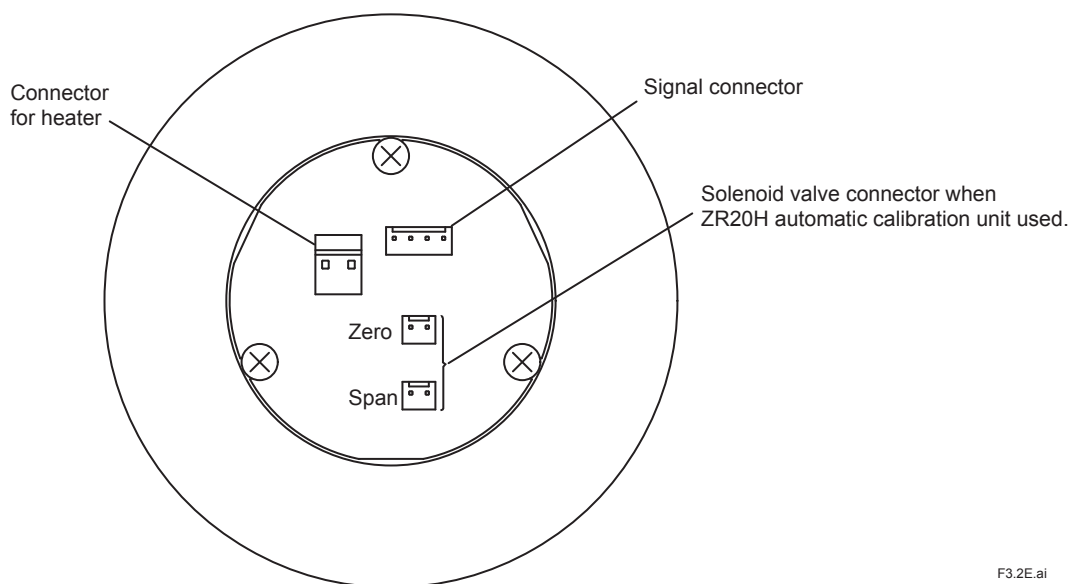 Connector
for heater
Signal connector
Solenoid valve connector when
ZR20H automatic calibration unit used.
Zero
Span
F3.2E.ai